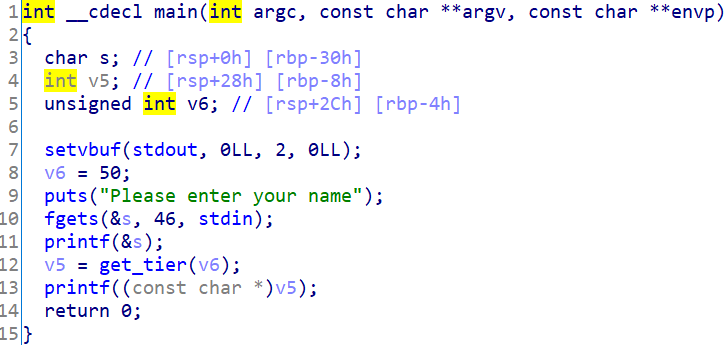 1 int __cdecl main(int argc, const char **argv, const char **envp)
2 {
3 char s; // [rsp+0h] [rbp-30h]
4 int v5; // [rsp+28h] [rbp-8h]
5 unsigned int v6; // [rsp+2Ch] [rbp-4h]
6
7 setvbuf(stdout, 0LL, 2, 0LL);
8 v6 = 50;
9 puts("Please enter your name");
10 fgets(&s, 46, stdin);
11 printf(&s);
12 v5 = get_tier(v6);
13 printf((const char *)v5);
14 return 0;
15 }